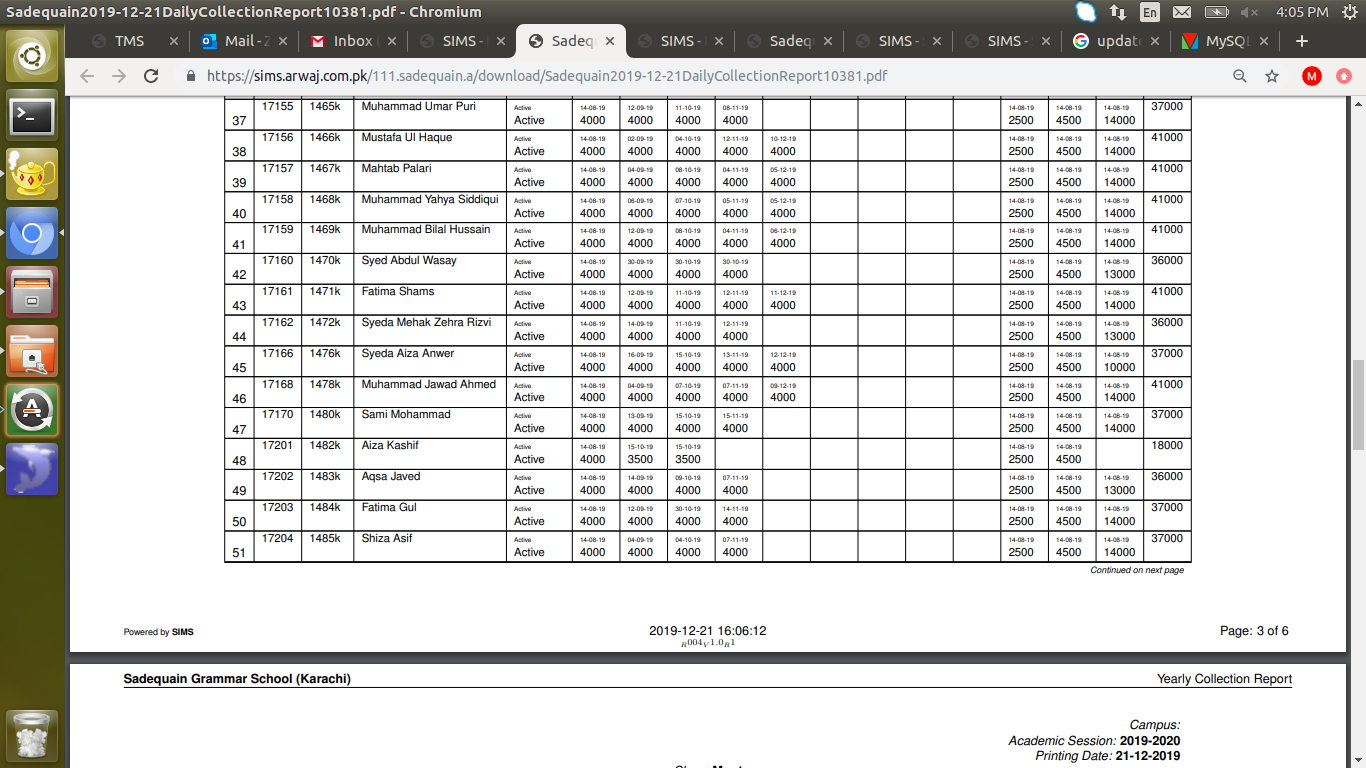 Sadequain2019-12-21DailyCollectionReport10381.pdf - Chromium En 4:05 PM
TMS Mail - Z Inbox SIMS - Sadequ SIMS - Sadeq SIMS - SIMS - updat MySQL
https://sims.arwaj.com.pk/111.sadequain.a/download/Sadequain2019-12-21DailyCollectionReport10381.pdf M
17155 1465k Muhammad Umar Puri Active 14-08-19 12-09-19 11-10-19 08-11-19 14-08-19 14-08-19 14-08-19 37000
37 Active 4000 4000 4000 4000 2500 4500 14000
17156 1466k Mustafa Ul Haque Active 14-08-19 02-09-19 04-10-19 12-11-19 10-12-19 14-08-19 14-08-19 14-08-19 41000
38 Active 4000 4000 4000 4000 4000 2500 4500 14000
17157 1467k Mahtab Palari Active 14-08-19 04-09-19 08-10-19 04-11-19 05-12-19 14-08-19 14-08-19 14-08-19 41000
39 Active 4000 4000 4000 4000 4000 2500 4500 14000
17158 1468k Muhammad Yahya Siddiqui Active 14-08-19 06-09-19 07-10-19 05-11-19 05-12-19 14-08-19 14-08-19 14-08-19 41000
40 Active 4000 4000 4000 4000 4000 2500 4500 14000
17159 1469k Muhammad Bilal Hussain Active 14-08-19 12-09-19 08-10-19 04-11-19 06-12-19 14-08-19 14-08-19 14-08-19 41000
41 Active 4000 4000 4000 4000 4000 2500 4500 14000
17160 1470k Syed Abdul Wasay Active 14-08-19 30-09-19 30-10-19 30-10-19 14-08-19 14-08-19 14-08-19 36000
42 Active 4000 4000 4000 4000 2500 4500 13000
17161 1471k Fatima Shams Active 14-08-19 12-09-19 11-10-19 12-11-19 11-12-19 14-08-19 14-08-19 14-08-19 41000
43 Active 4000 4000 4000 4000 4000 2500 4500 14000
17162 1472k Syeda Mehak Zehra Rizvi Active 14-08-19 14-09-19 11-10-19 12-11-19 14-08-19 14-08-19 14-08-19 36000
44 Active 4000 4000 4000 4000 2500 4500 13000
17166 1476k Syeda Aiza Anwer Active 14-08-19 16-09-19 15-10-19 13-11-19 12-12-19 14-08-19 14-08-19 14-08-19 37000
45 Active 4000 4000 4000 4000 4000 2500 4500 10000
17168 1478k Muhammad Jawad Ahmed Active 14-08-19 04-09-19 07-10-19 07-11-19 09-12-19 14-08-19 14-08-19 14-08-19 41000
46 Active 4000 4000 4000 4000 4000 2500 4500 14000
17170 1480k Sami Mohammad Active 14-08-19 13-09-19 15-10-19 15-11-19 14-08-19 14-08-19 14-08-19 37000
47 Active 4000 4000 4000 4000 2500 4500 14000
17201 1482k Aiza Kashif Active 14-08-19 15-10-19 15-10-19 14-08-19 14-08-19 18000
48 Active 4000 3500 3500 2500 4500
17202 1483k Aqsa Javed Active 14-08-19 14-09-19 09-10-19 07-11-19 14-08-19 14-08-19 14-08-19 36000
49 Active 4000 4000 4000 4000 2500 4500 13000
17203 1484k Fatima Gul Active 14-08-19 12-09-19 30-10-19 14-11-19 14-08-19 14-08-19 14-08-19 37000
50 Active 4000 4000 4000 4000 2500 4500 14000
17204 1485k Shiza Asif Active 14-08-19 04-09-19 04-10-19 07-11-19 14-08-19 14-08-19 14-08-19 37000
51 Active 4000 4000 4000 4000 2500 4500 14000
Continued on next page
Powered by SIMS 2019-12-21 16:06:12 Page: 3 of 6
R004V1.0R1
Sadequain Grammar School (Karachi) Yearly Collection Report
Campus:
Academic Session: 2019-2020
Printing Date: 21-12-2019